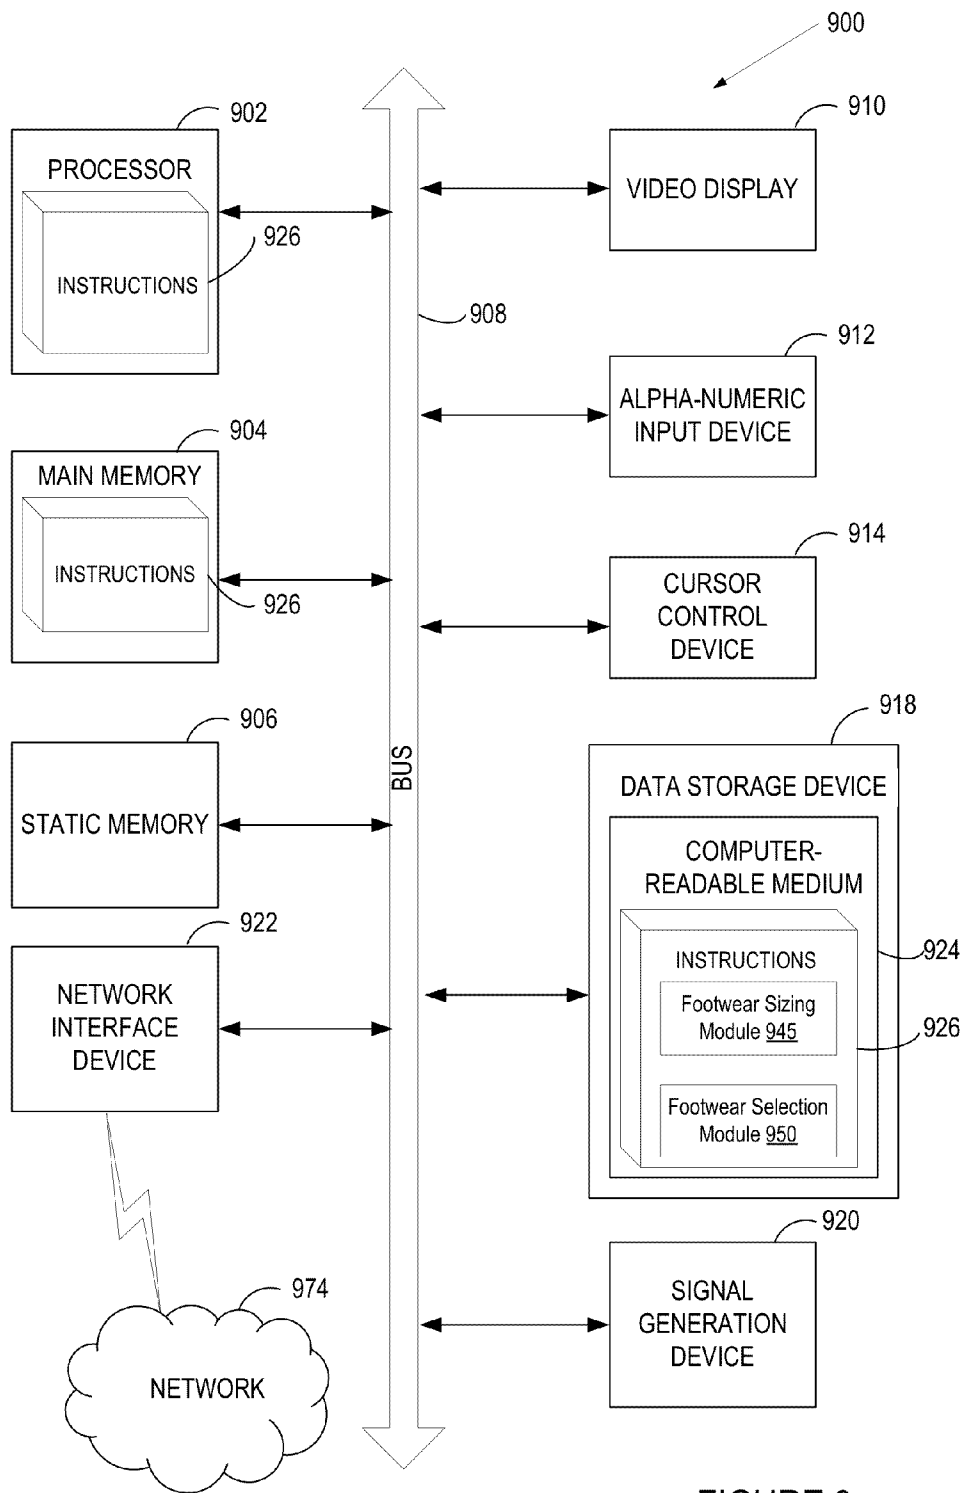 900
902
PROCESSOR
926
INSTRUCTIONS
904
MAIN MEMORY
INSTRUCTIONS
926
906
STATIC MEMORY
922
NETWORK
INTERFACE
DEVICE
974
NETWORK
908
BUS
910
VIDEO DISPLAY
912
ALPHA-NUMERIC
INPUT DEVICE
914
CURSOR
CONTROL
DEVICE
918
DATA STORAGE DEVICE
COMPUTER-
READABLE MEDIUM
924
INSTRUCTIONS
Footwear Sizing
Module 945
926
Footwear Selection
Module 950
920
SIGNAL
GENERATION
DEVICE